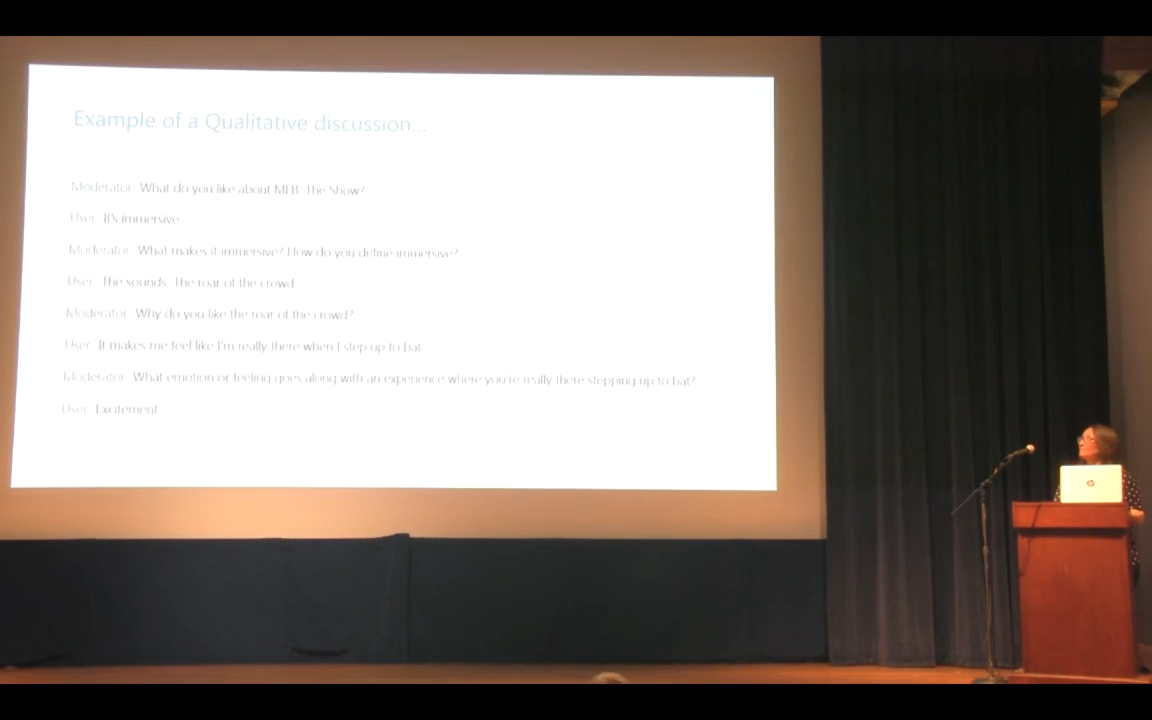 Example of a Qualitative discussion...
Moderator: What do you like about MLB: The Show?
User: It's immersive.
Moderator: What makes it immersive? How do you define immersive?
User: The sounds. The roar of the crowd.
Moderator: Why do you like the roar of the crowd?
User: It makes me feel like I'm really there when I step up to bat.
Moderator: What emotion or feeling goes along with an experience where you're really there stepping up to bat?
User: Excitement.
hp